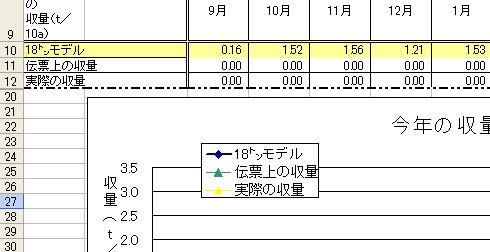 の
収量(t/
10a)
9月 10月 11月 12月 1月
9
10 18㌧モデル 0.16 1.52 1.56 1.21 1.53
11 伝票上の収量 0.00 0.00 0.00 0.00 0.00
12 実際の収量 0.00 0.00 0.00 0.00 0.00
20
21
22 今年の収量
23
24 18㌧モデル
25 3.5 伝票上の収量
26 収 3.0 実際の収量
27 量
28 ( 2.5
29 t
30 / 2.0